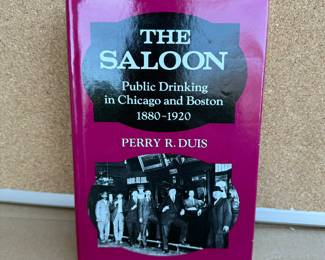 THE
SALOON
Public Drinking
in Chicago and Boston
1880–1920
PERRY R. DUIS